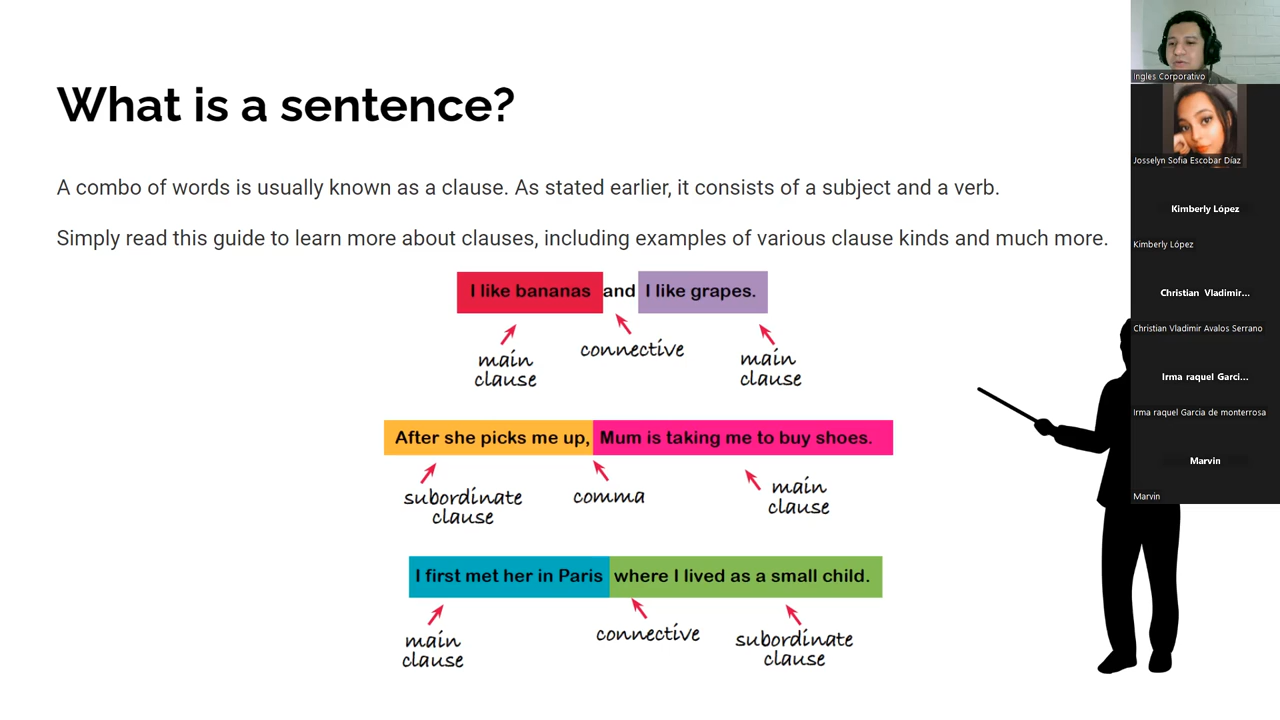 What is a sentence?
A combo of words is usually known as a clause. As stated earlier, it consists of a subject and a verb.
Simply read this guide to learn more about clauses, including examples of various clause kinds and much more.
I like bananas and I like grapes.
main clause
connective
main clause
After she picks me up, Mum is taking me to buy shoes.
subordinate clause
comma
main clause
I first met her in Paris where I lived as a small child.
main clause
connective
subordinate clause
Ingles Corporativo
Josselyn Sofia Escobar Díaz
Kimberly López
Kimberly López
Christian Vladimir...
Christian Vladimir Avalos Serrano
Irma raquel Garci...
Irma raquel Garcia de monterrosa
Marvin
Marvin